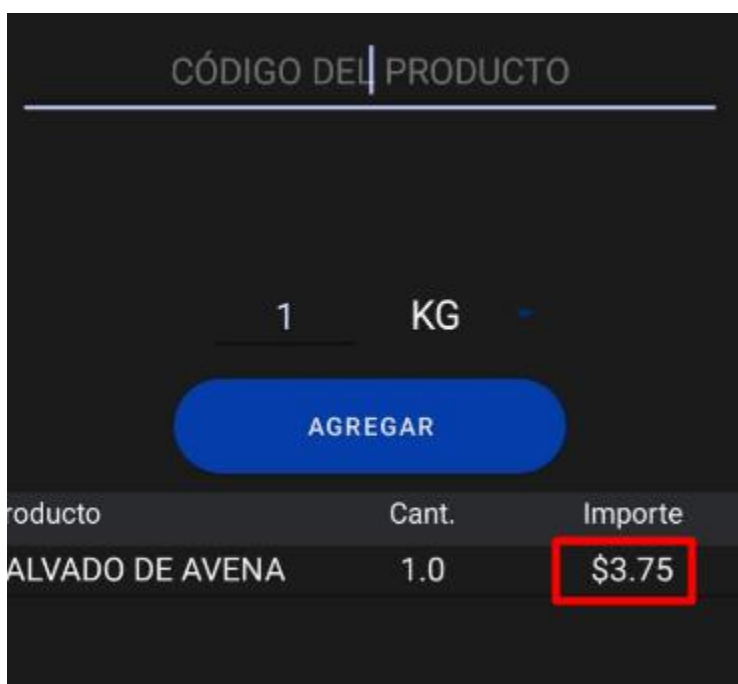 CÓDIGO DEL PRODUCTO
1 KG
AGREGAR
roducto Cant. Importe
ALVADO DE AVENA 1.0 $3.75